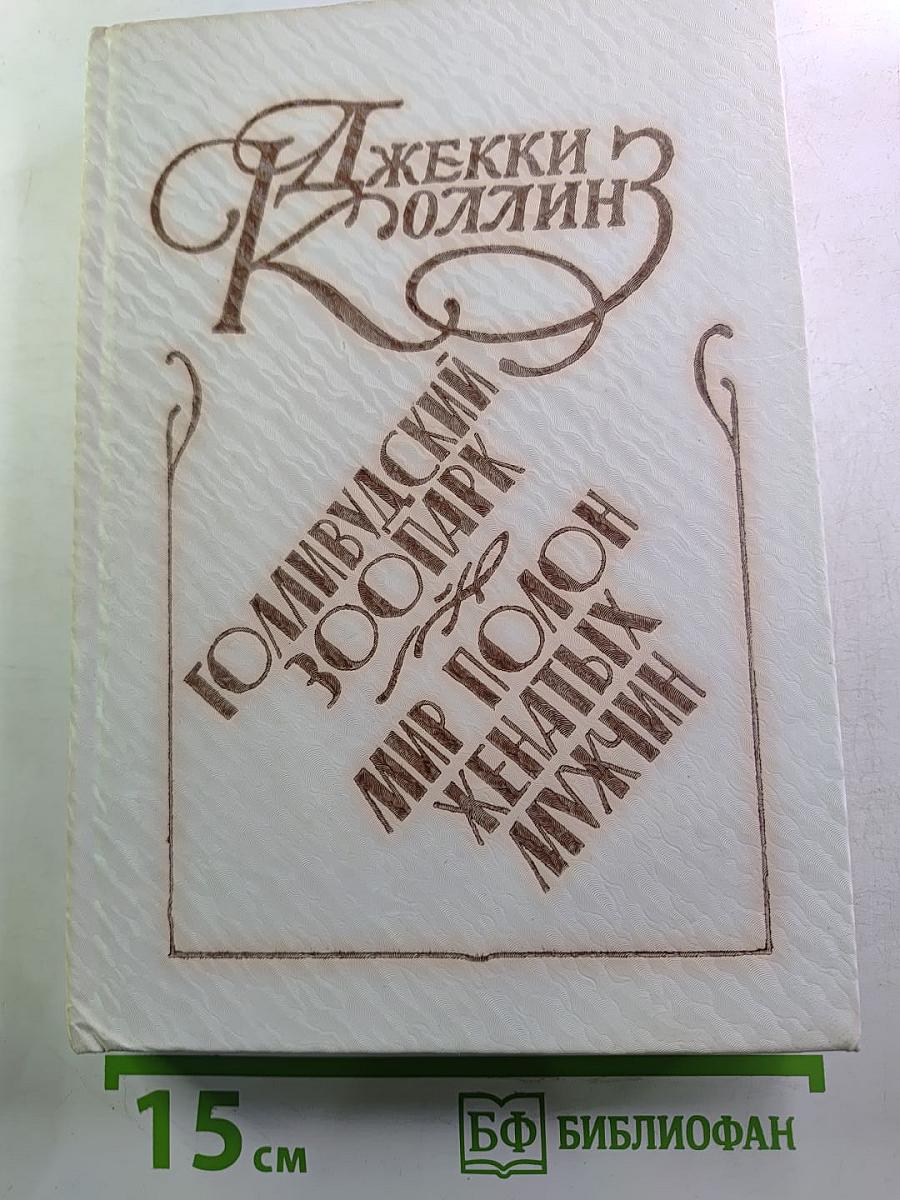 ДЖЕККИ
КОЛЛИНЗ
ГОЛЛИВУДСКИЙ
ЗООПАРК
МИР ПОЛОН
ЖЕНАТЫХ
МУЖЧИН
15 см
БФ БИБЛИОФАН